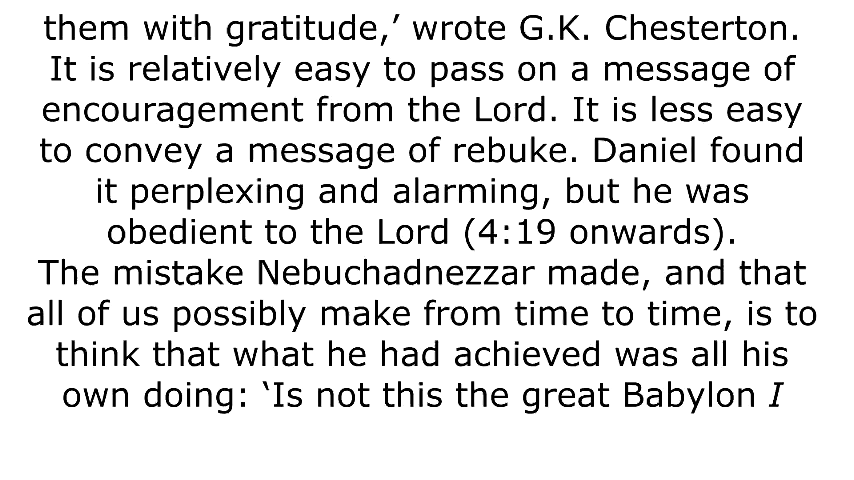 them with gratitude,’ wrote G.K. Chesterton.
It is relatively easy to pass on a message of
encouragement from the Lord. It is less easy
to convey a message of rebuke. Daniel found
it perplexing and alarming, but he was
obedient to the Lord (4:19 onwards).
The mistake Nebuchadnezzar made, and that
all of us possibly make from time to time, is to
think that what he had achieved was all his
own doing: ‘Is not this the great Babylon I